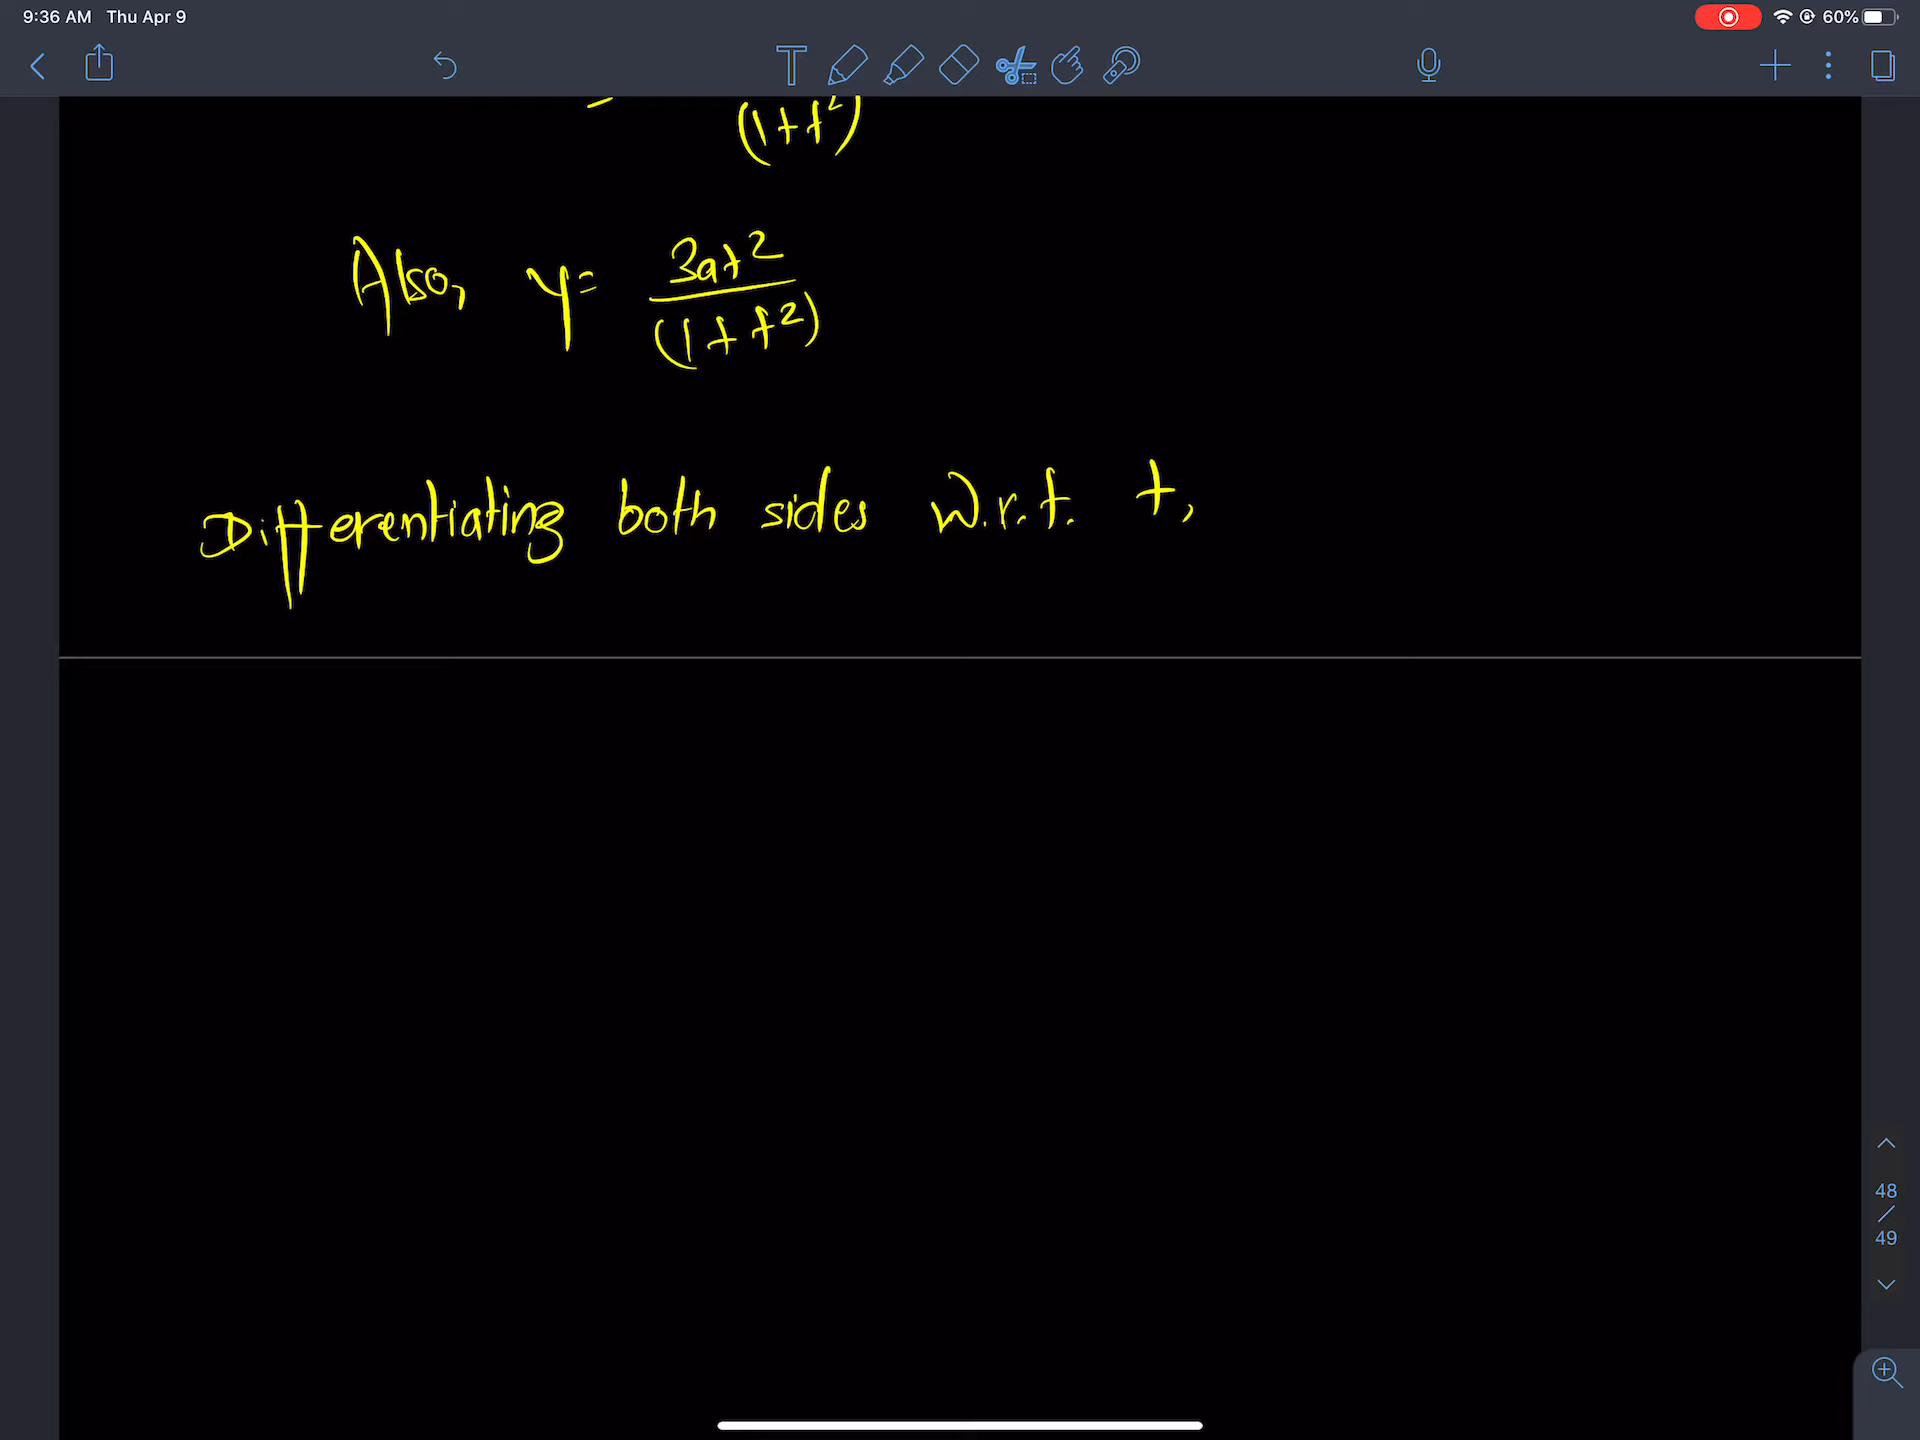 9:36 AM Thu Apr 9
60%
= (1+t²)
Also, y= 3at² / (1+t²)
Differentiating both sides w.r.t. t,
48
/
49